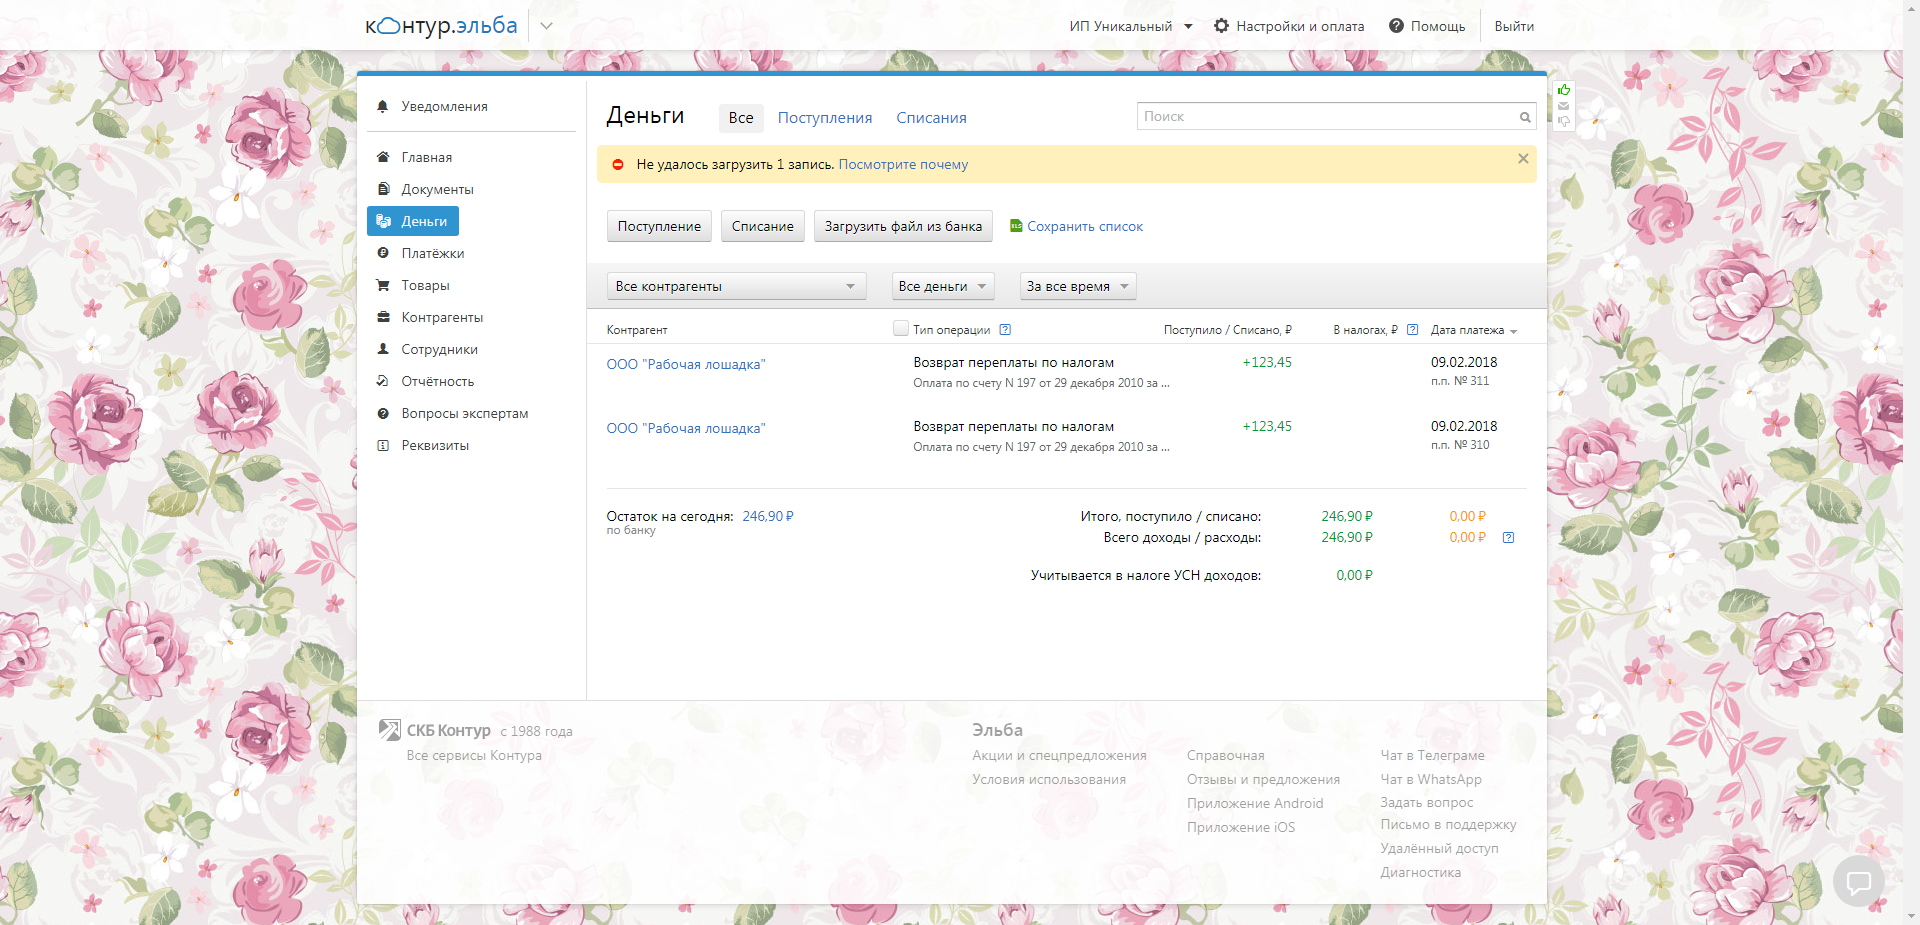 контур.эльба
ИП Уникальный
Настройки и оплата
Помощь
Выйти
Уведомления
Главная
Документы
Деньги
Платёжки
Товары
Контрагенты
Сотрудники
Отчётность
Вопросы экспертам
Реквизиты
Деньги
Все
Поступления
Списания
Поиск
Не удалось загрузить 1 запись. Посмотрите почему
Поступление
Списание
Загрузить файл из банка
XLS
Сохранить список
Все контрагенты
Все деньги
За все время
Контрагент
Тип операции ?
Поступило / Списано, ₽
В налогах, ₽ ?
Дата платежа
ООО "Рабочая лошадка"
Возврат переплаты по налогам
+123,45
09.02.2018
Оплата по счету N 197 от 29 декабря 2010 за ...
п.п. № 311
ООО "Рабочая лошадка"
Возврат переплаты по налогам
+123,45
09.02.2018
Оплата по счету N 197 от 29 декабря 2010 за ...
п.п. № 310
Остаток на сегодня: 246,90 ₽
по банку
Итого, поступило / списано: 246,90 ₽ 0,00 ₽
Всего доходы / расходы: 246,90 ₽ 0,00 ₽ ?
Учитывается в налоге УСН доходов: 0,00 ₽
СКБ Контур с 1988 года
Все сервисы Контура
Эльба
Акции и спецпредложения
Условия использования
Справочная
Отзывы и предложения
Приложение Android
Приложение iOS
Чат в Телеграме
Чат в WhatsApp
Задать вопрос
Письмо в поддержку
Удалённый доступ
Диагностика